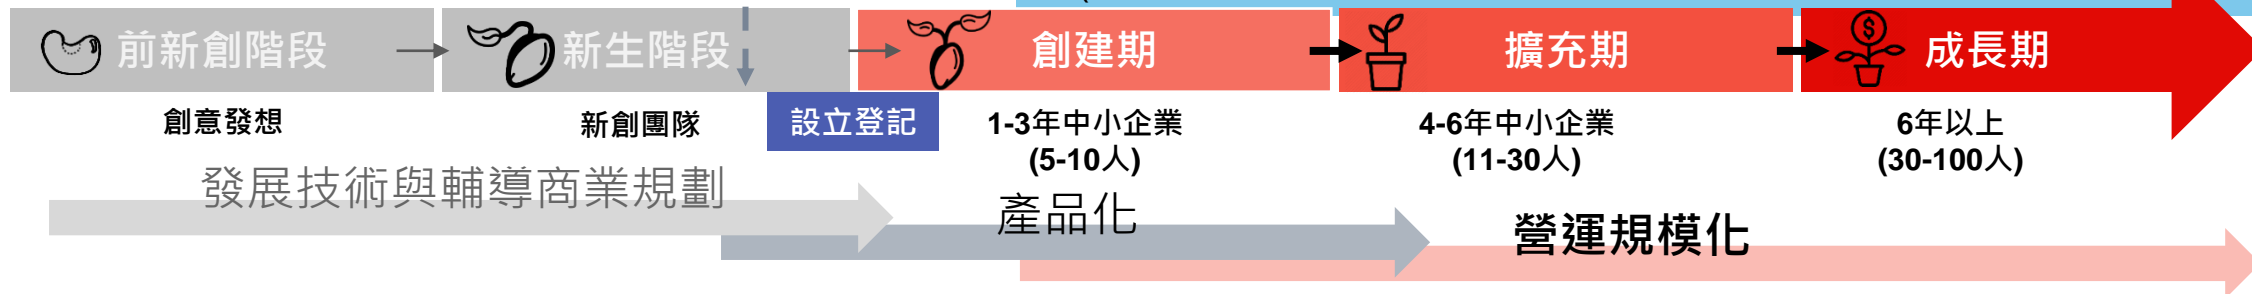 前新創階段
新生階段
創建期
擴充期
成長期
創意發想
新創團隊
設立登記
1-3年中小企業
(5-10人)
4-6年中小企業
(11-30人)
6年以上
(30-100人)
發展技術與輔導商業規劃
產品化
營運規模化